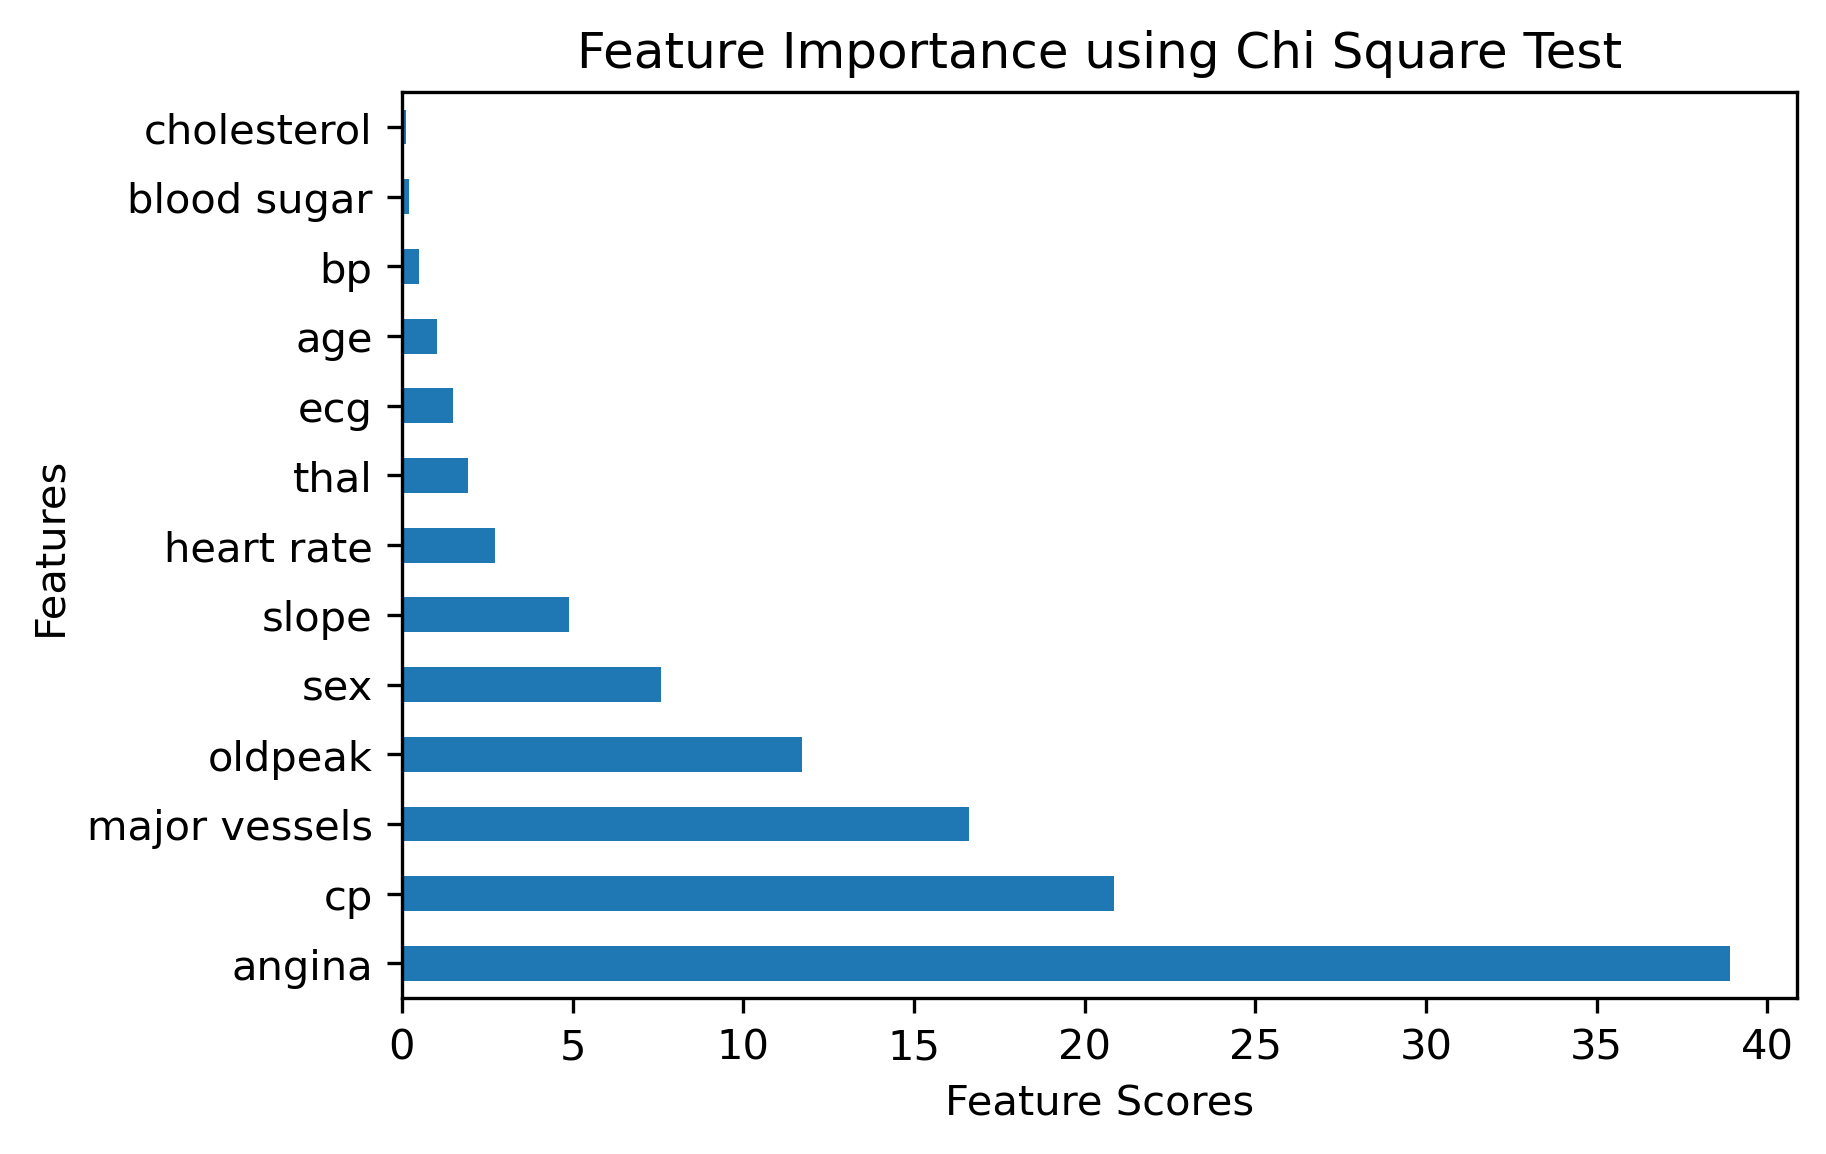 Feature Importance using Chi Square Test
cholesterol
blood sugar
bp
age
ecg
thal
heart rate
slope
sex
oldpeak
major vessels
cp
angina
Features
0 5 10 15 20 25 30 35 40
Feature Scores